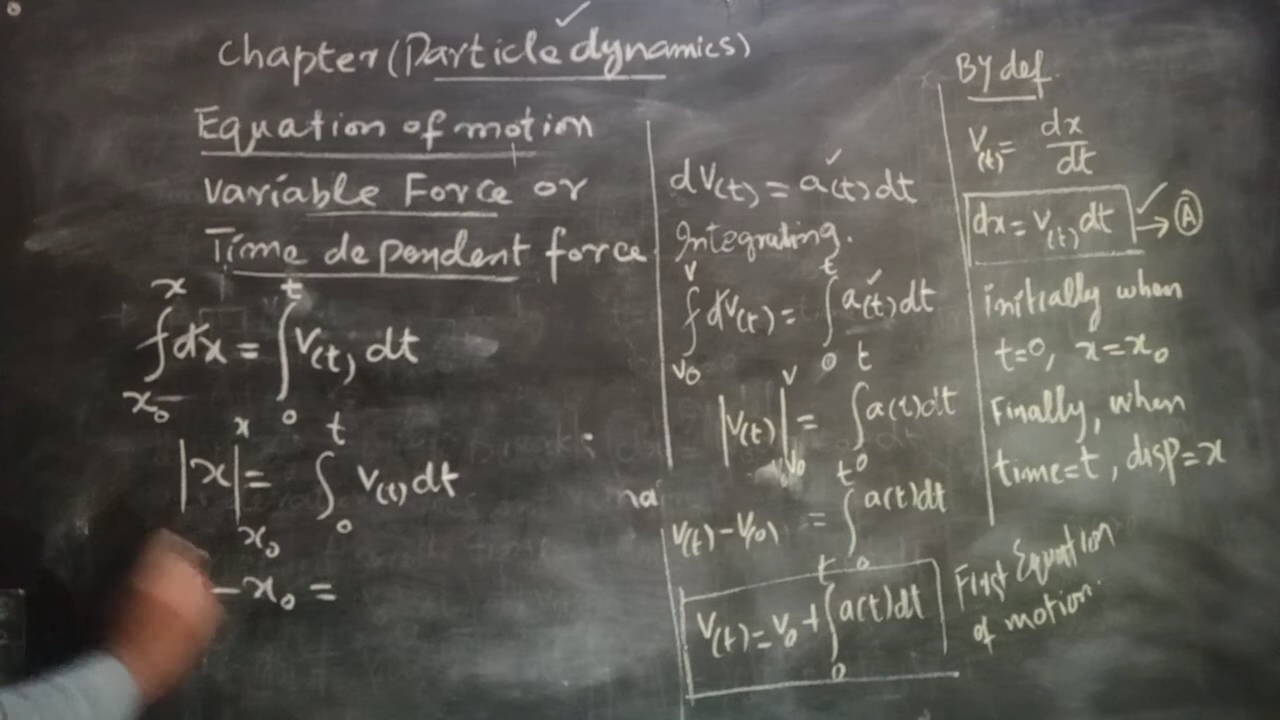 Chapter (Particle dynamics) ✓
Equation of motion
variable Force or
Time dependent force
∫_{x₀}^{x} dx = ∫_{0}^{t} v(t) dt
|x|_{x₀}^{x} = ∫_{0}^{t} v(t) dt
- x₀ =
dv(t) = a(t) dt
Integrating.
∫_{v₀}^{v} dv(t) = ∫_{0}^{t} a(t) dt
|v(t)|_{v₀}^{v} = ∫_{0}^{t} a(t) dt
v(t) - v(0) = ∫_{0}^{t} a(t) dt
v(t) = v₀ + ∫_{0}^{t} a(t) dt
First Equation
of motion.
By def.
v(t) = dx/dt
dx = v(t) dt → Ⓐ
initially when
t=0, x=x₀
Finally, when
time=t, disp=x